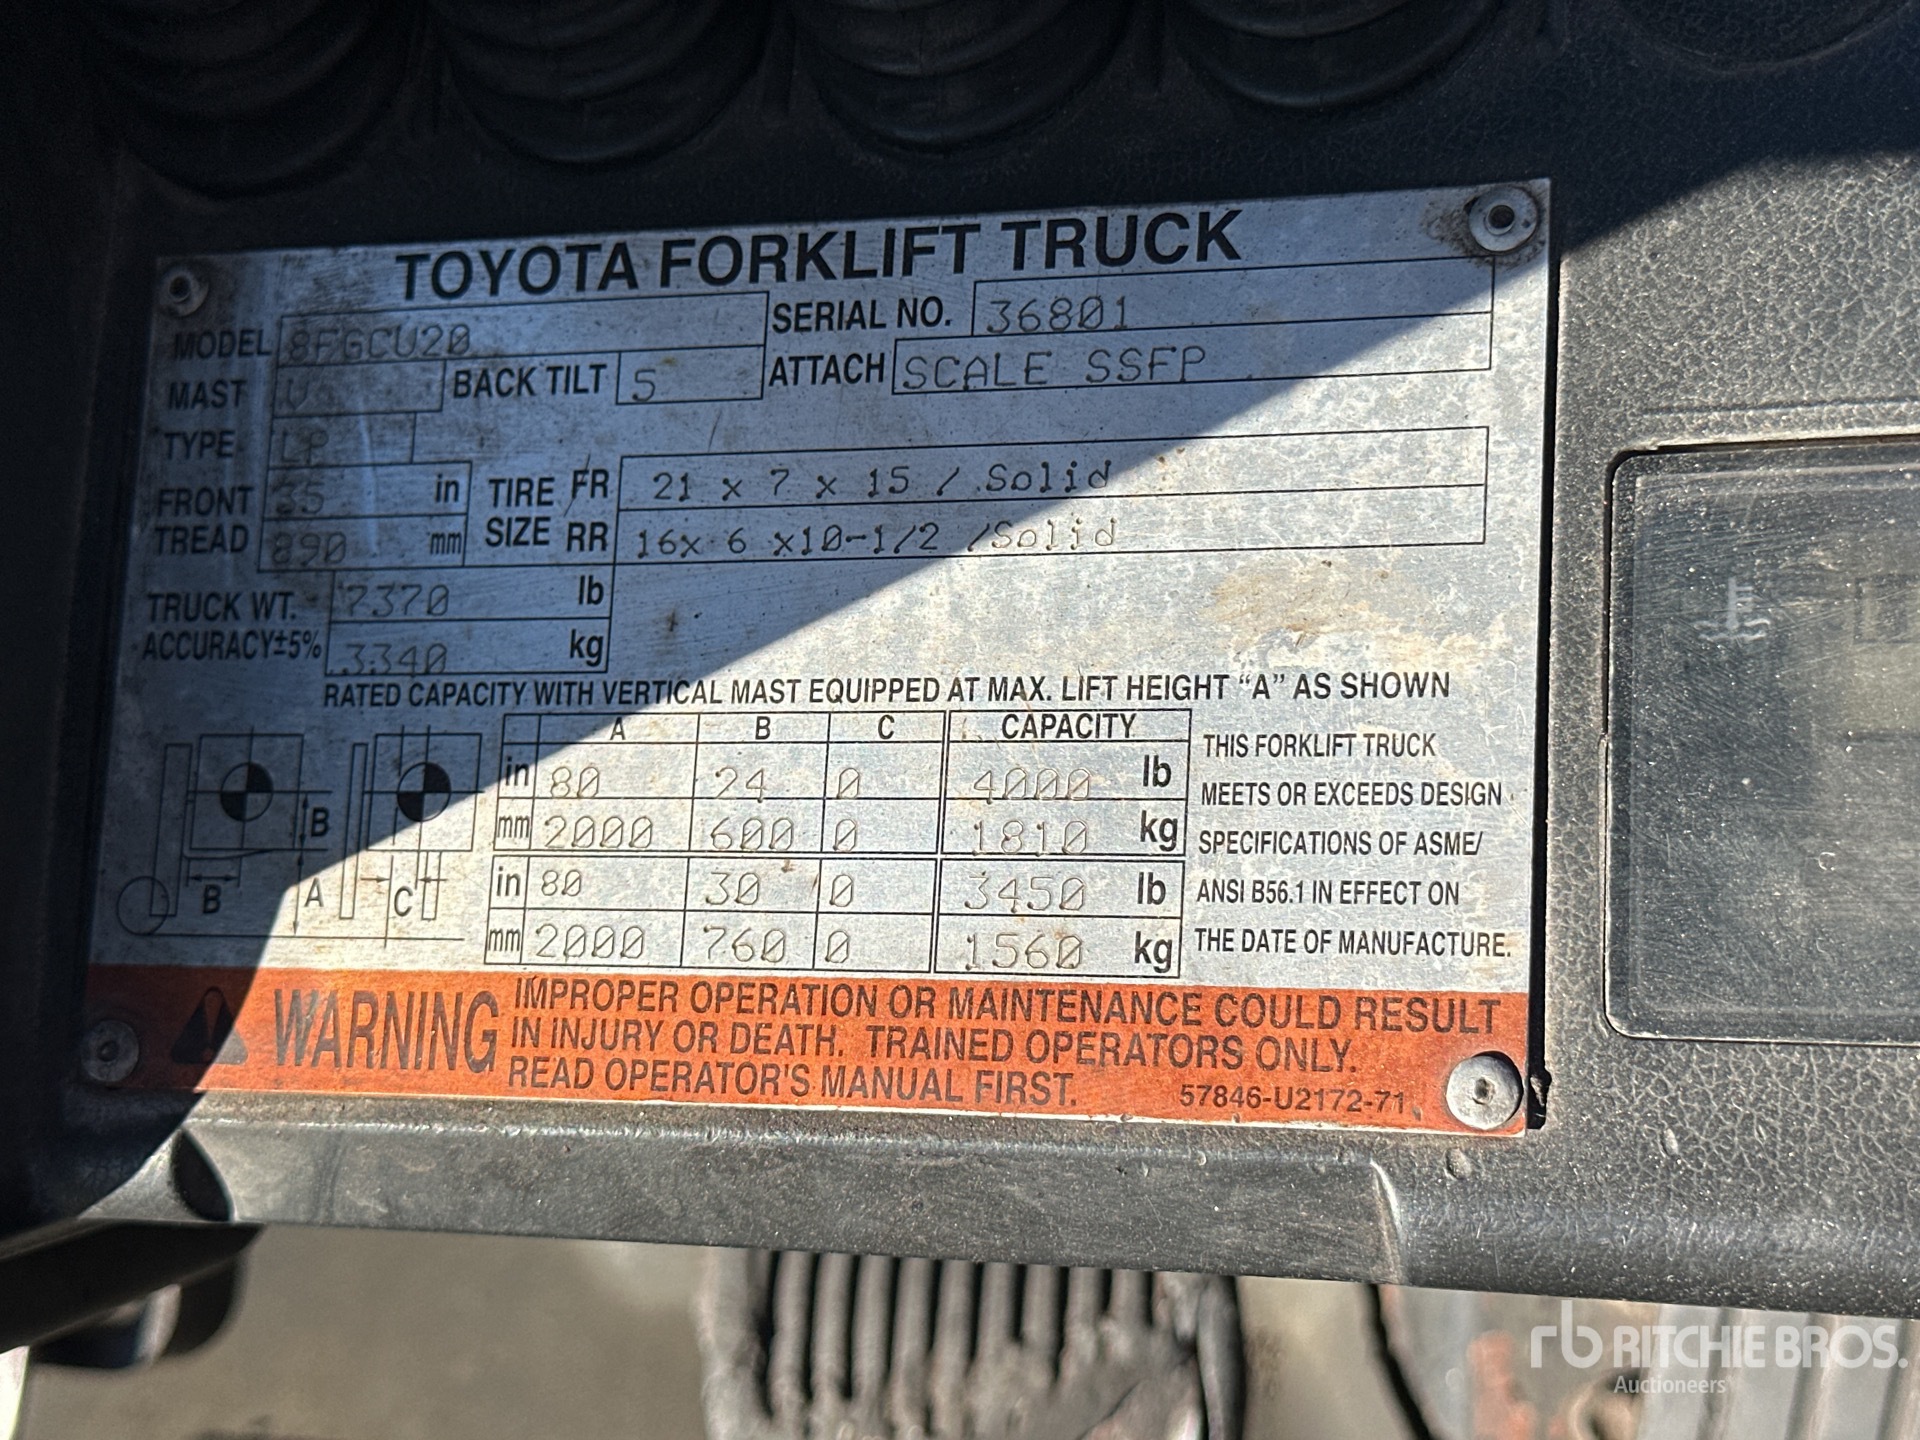 TOYOTA FORKLIFT TRUCK
MODEL 8FGCU20 SERIAL NO. 36801
MAST V BACK TILT 5 ATTACH SCALE SSFP
TYPE LP
FRONT TREAD 35 in TIRE SIZE FR 21 x 7 x 15 / Solid
890 mm RR 16x 6 x10-1/2 /Solid
TRUCK WT. 7370 lb
ACCURACY±5% 3340 kg
RATED CAPACITY WITH VERTICAL MAST EQUIPPED AT MAX. LIFT HEIGHT “A” AS SHOWN
A B C CAPACITY
in 80 24 0 4000 lb
mm 2000 600 0 1810 kg
in 80 30 0 3450 lb
mm 2000 760 0 1560 kg
B
B A C
THIS FORKLIFT TRUCK
MEETS OR EXCEEDS DESIGN
SPECIFICATIONS OF ASME/
ANSI B56.1 IN EFFECT ON
THE DATE OF MANUFACTURE.
WARNING
IMPROPER OPERATION OR MAINTENANCE COULD RESULT
IN INJURY OR DEATH. TRAINED OPERATORS ONLY.
READ OPERATOR'S MANUAL FIRST.
57846-U2172-71
rb RITCHIE BROS.
Auctioneers